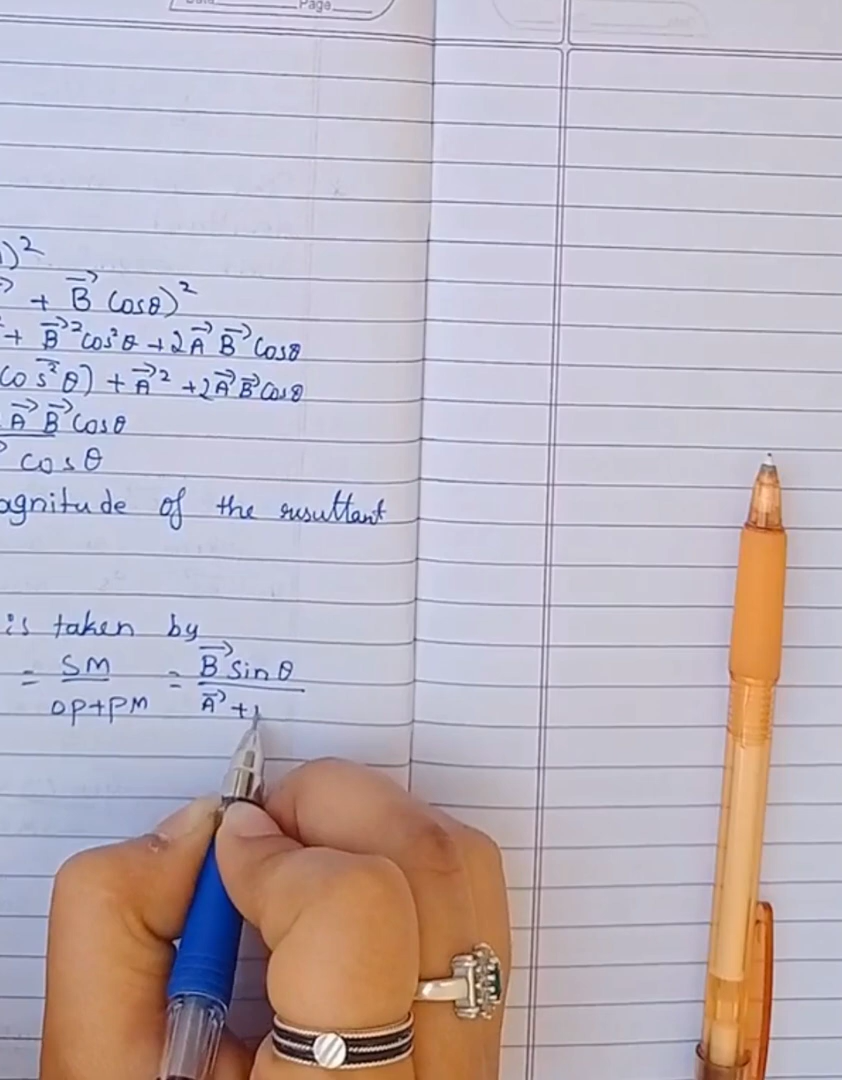 Page
)²
+ B⃗ cosθ)²
+ B⃗²cos²θ + 2A⃗ B⃗ cosθ
cos²θ) + A⃗² + 2A⃗B⃗cosθ
A⃗ B⃗ cosθ
cosθ
agnitude of the resultant
is taken by
= SM / OP+PM = B⃗ sinθ / A⃗ +